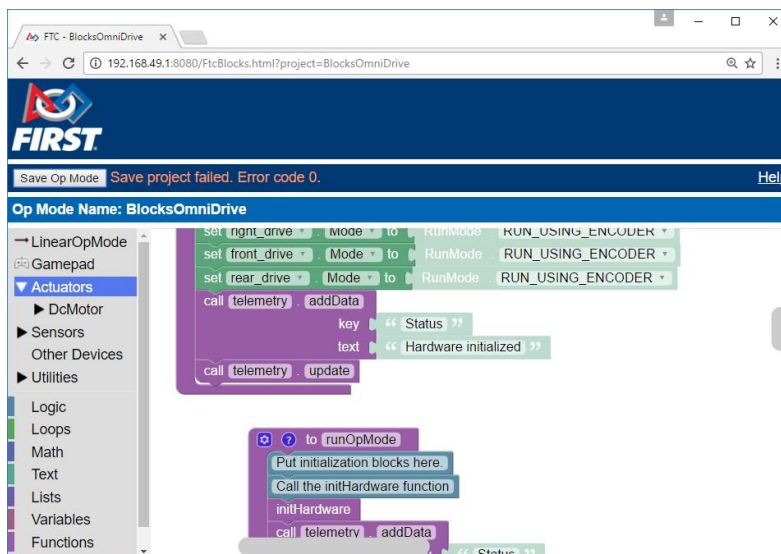 FTC - BlocksOmniDrive
192.168.49.1:8080/FtcBlocks.html?project=BlocksOmniDrive
FIRST
Save Op Mode Save project failed. Error code 0. Hel
Op Mode Name: BlocksOmniDrive
LinearOpMode
Gamepad
Actuators
DcMotor
Sensors
Other Devices
Utilities
Logic
Loops
Math
Text
Lists
Variables
Functions
set right_drive . Mode to RunMode . RUN_USING_ENCODER
set front_drive . Mode to RunMode . RUN_USING_ENCODER
set rear_drive . Mode to RunMode . RUN_USING_ENCODER
call telemetry . addData
key “ Status ”
text “ Hardware initialized ”
call telemetry . update
? to runOpMode
Put initialization blocks here.
Call the initHardware function
initHardware
call telemetry . addData
“ Status ”